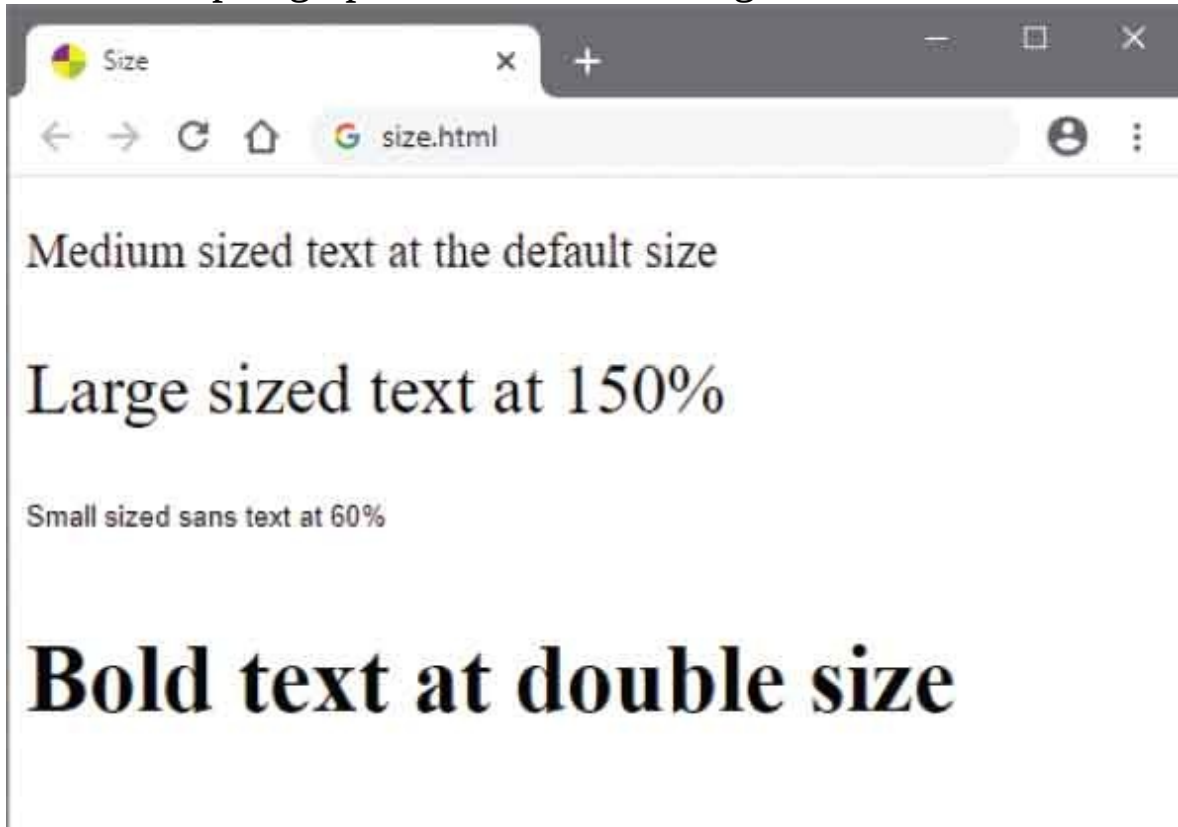 Size
size.html
Medium sized text at the default size
Large sized text at 150%
Small sized sans text at 60%
Bold text at double size